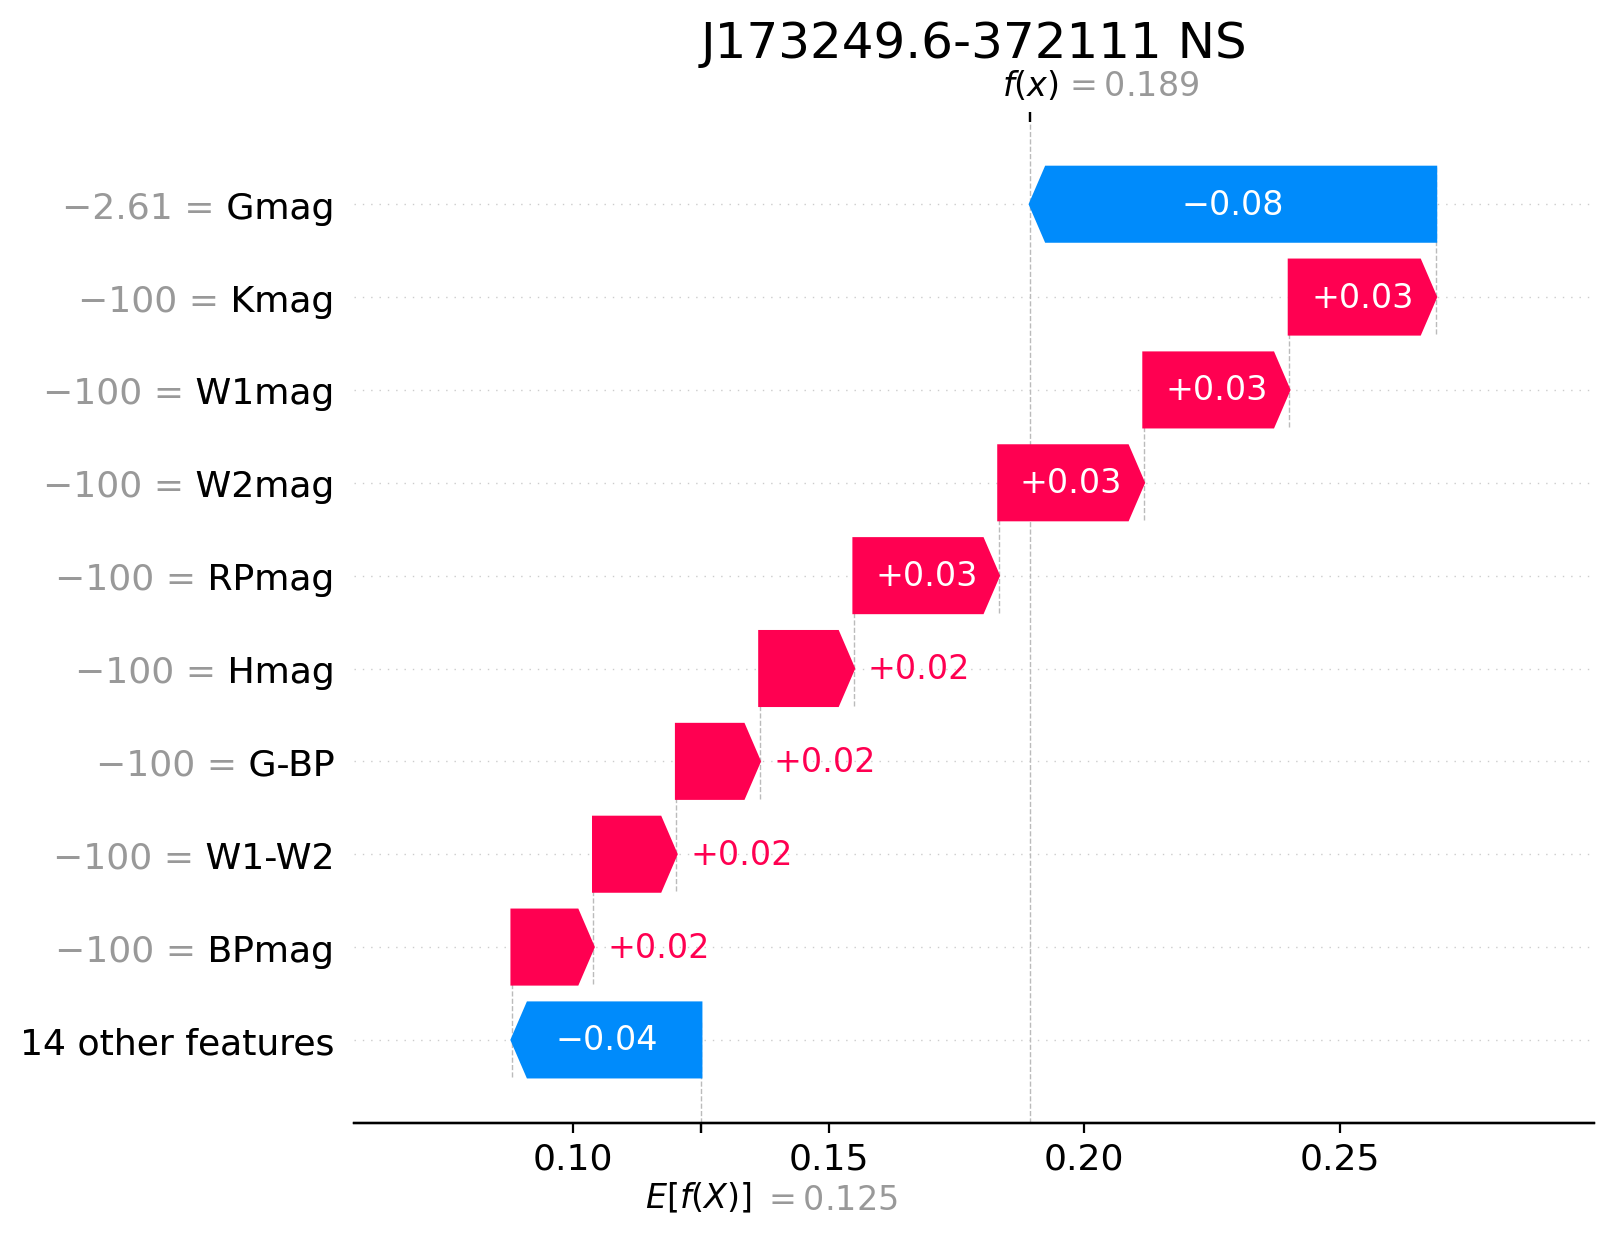 J173249.6-372111 NS
f(x) = 0.189
−2.61 = Gmag
−0.08
−100 = Kmag
+0.03
−100 = W1mag
+0.03
−100 = W2mag
+0.03
−100 = RPmag
+0.03
−100 = Hmag
+0.02
−100 = G-BP
+0.02
−100 = W1-W2
+0.02
−100 = BPmag
+0.02
14 other features
−0.04
0.10 0.15 0.20 0.25
E[f(X)] = 0.125